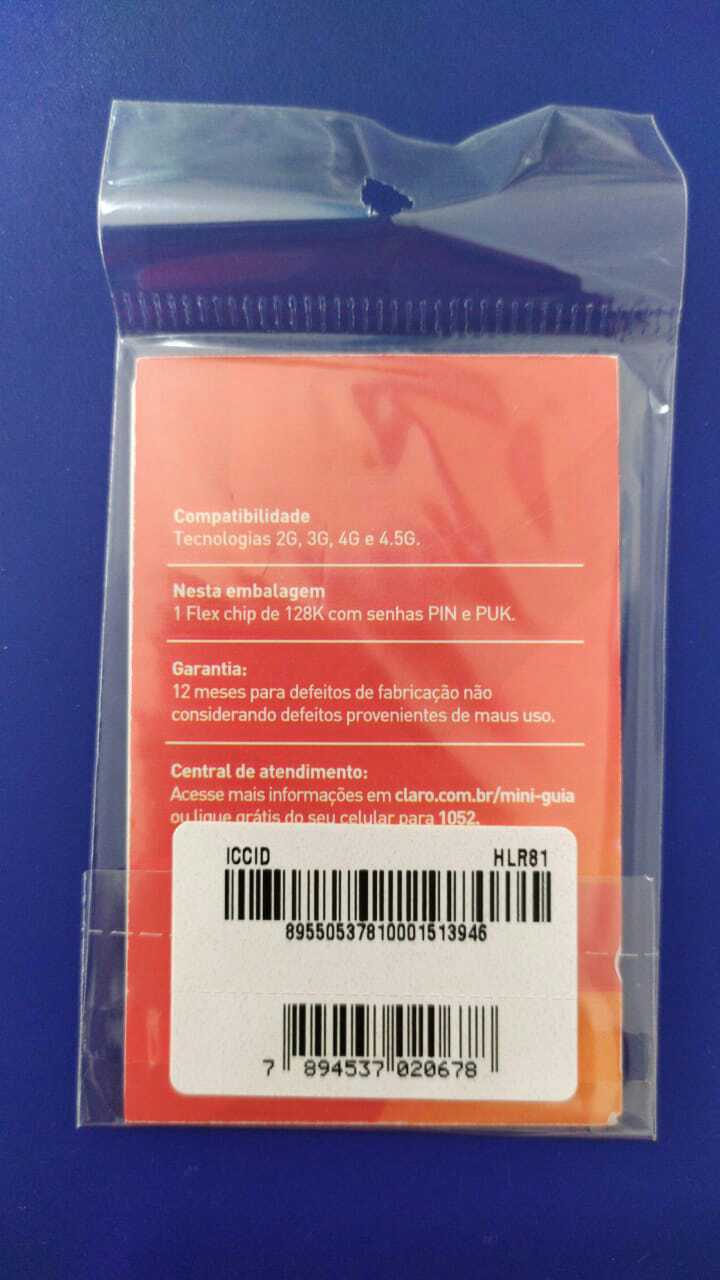 Compatibilidade
Tecnologias 2G, 3G, 4G e 4.5G.
Nesta embalagem
1 Flex chip de 128K com senhas PIN e PUK.
Garantia:
12 meses para defeitos de fabricação não
considerando defeitos provenientes de maus uso.
Central de atendimento:
Acesse mais informações em claro.com.br/mini-guia
ou ligue grátis do seu celular para 1052.
ICCID HLR81
89550537810001513946
7 894537 020678